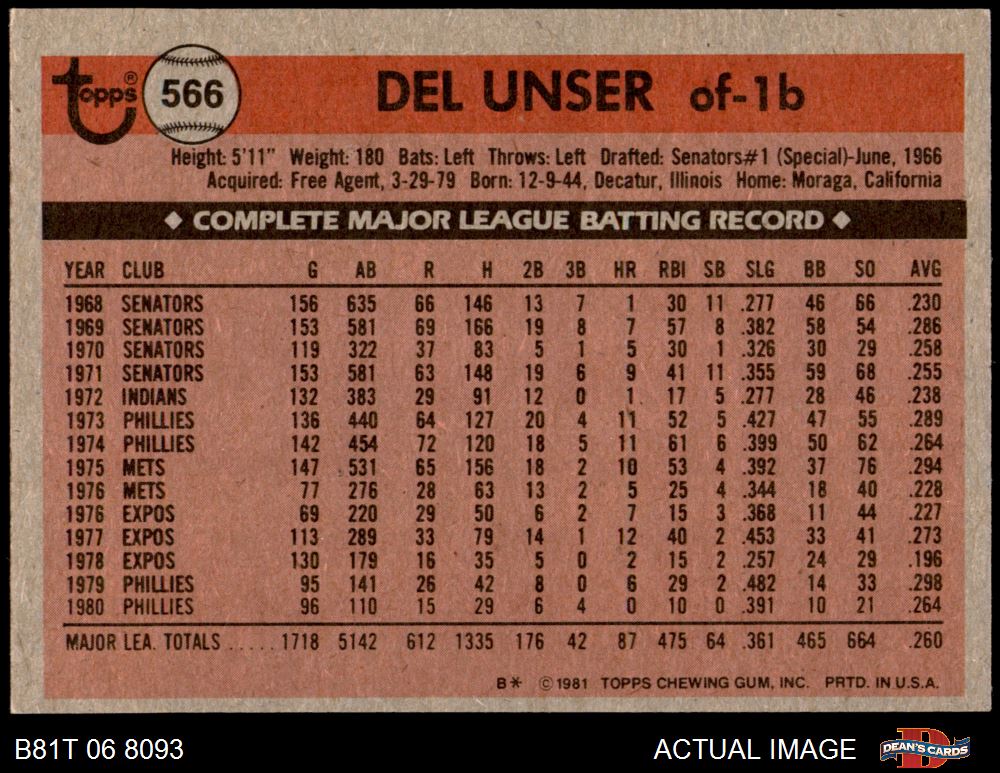 Topps® 566 DEL UNSER of-1b
Height: 5'11" Weight: 180 Bats: Left Throws: Left Drafted: Senators#1 (Special)-June, 1966
Acquired: Free Agent, 3-29-79 Born: 12-9-44, Decatur, Illinois Home: Moraga, California
◆ COMPLETE MAJOR LEAGUE BATTING RECORD ◆
YEAR CLUB G AB R H 2B 3B HR RBI SB SLG BB SO AVG
1968 SENATORS 156 635 66 146 13 7 1 30 11 .277 46 66 .230
1969 SENATORS 153 581 69 166 19 8 7 57 8 .382 58 54 .286
1970 SENATORS 119 322 37 83 5 1 5 30 1 .326 30 29 .258
1971 SENATORS 153 581 63 148 19 6 9 41 11 .355 59 68 .255
1972 INDIANS 132 383 29 91 12 0 1 17 5 .277 28 46 .238
1973 PHILLIES 136 440 64 127 20 4 11 52 5 .427 47 55 .289
1974 PHILLIES 142 454 72 120 18 5 11 61 6 .399 50 62 .264
1975 METS 147 531 65 156 18 2 10 53 4 .392 37 76 .294
1976 METS 77 276 28 63 13 2 5 25 4 .344 18 40 .228
1976 EXPOS 69 220 29 50 6 2 7 15 3 .368 11 44 .227
1977 EXPOS 113 289 33 79 14 1 12 40 2 .453 33 41 .273
1978 EXPOS 130 179 16 35 5 0 2 15 2 .257 24 29 .196
1979 PHILLIES 95 141 26 42 8 0 6 29 2 .482 14 33 .298
1980 PHILLIES 96 110 15 29 6 4 0 10 0 .391 10 21 .264
MAJOR LEA. TOTALS ..... 1718 5142 612 1335 176 42 87 475 64 .361 465 664 .260
B* ©1981 TOPPS CHEWING GUM, INC. PRTD. IN U.S.A.
B81T 06 8093 ACTUAL IMAGE DEAN'S CARDS